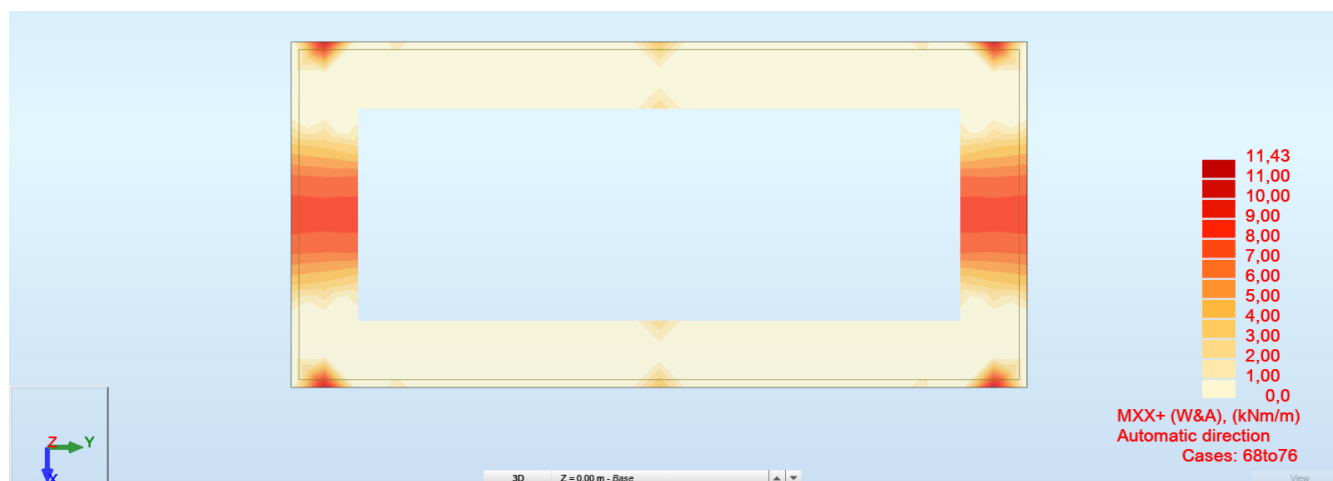 11,43
11,00
10,00
9,00
8,00
7,00
6,00
5,00
4,00
3,00
2,00
1,00
0,0
MXX+ (W&A), (kNm/m)
Automatic direction
Cases: 68to76
Z Y
X
3D Z = 0.00 m - Base View